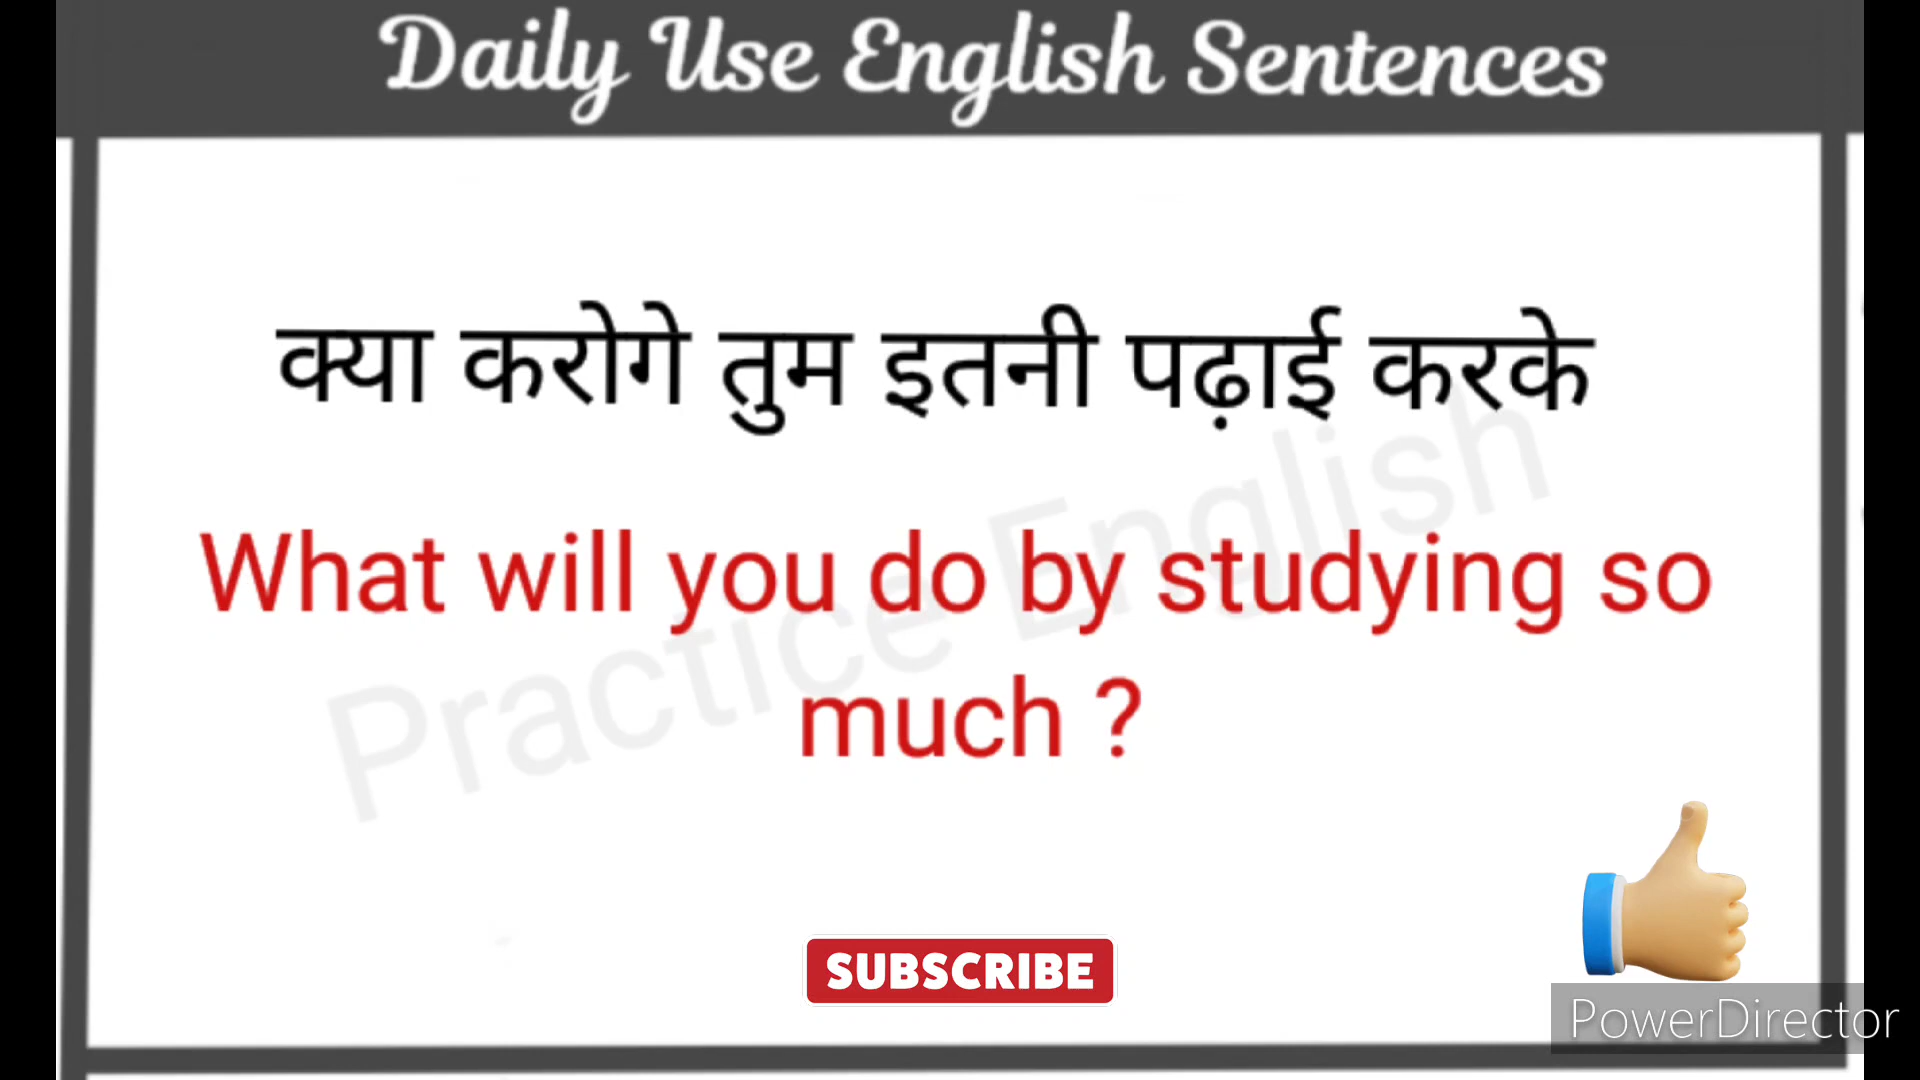 Daily Use English Sentences
क्या करोगे तुम इतनी पढ़ाई करके
What will you do by studying so
much ?
Practice English
SUBSCRIBE
PowerDirector